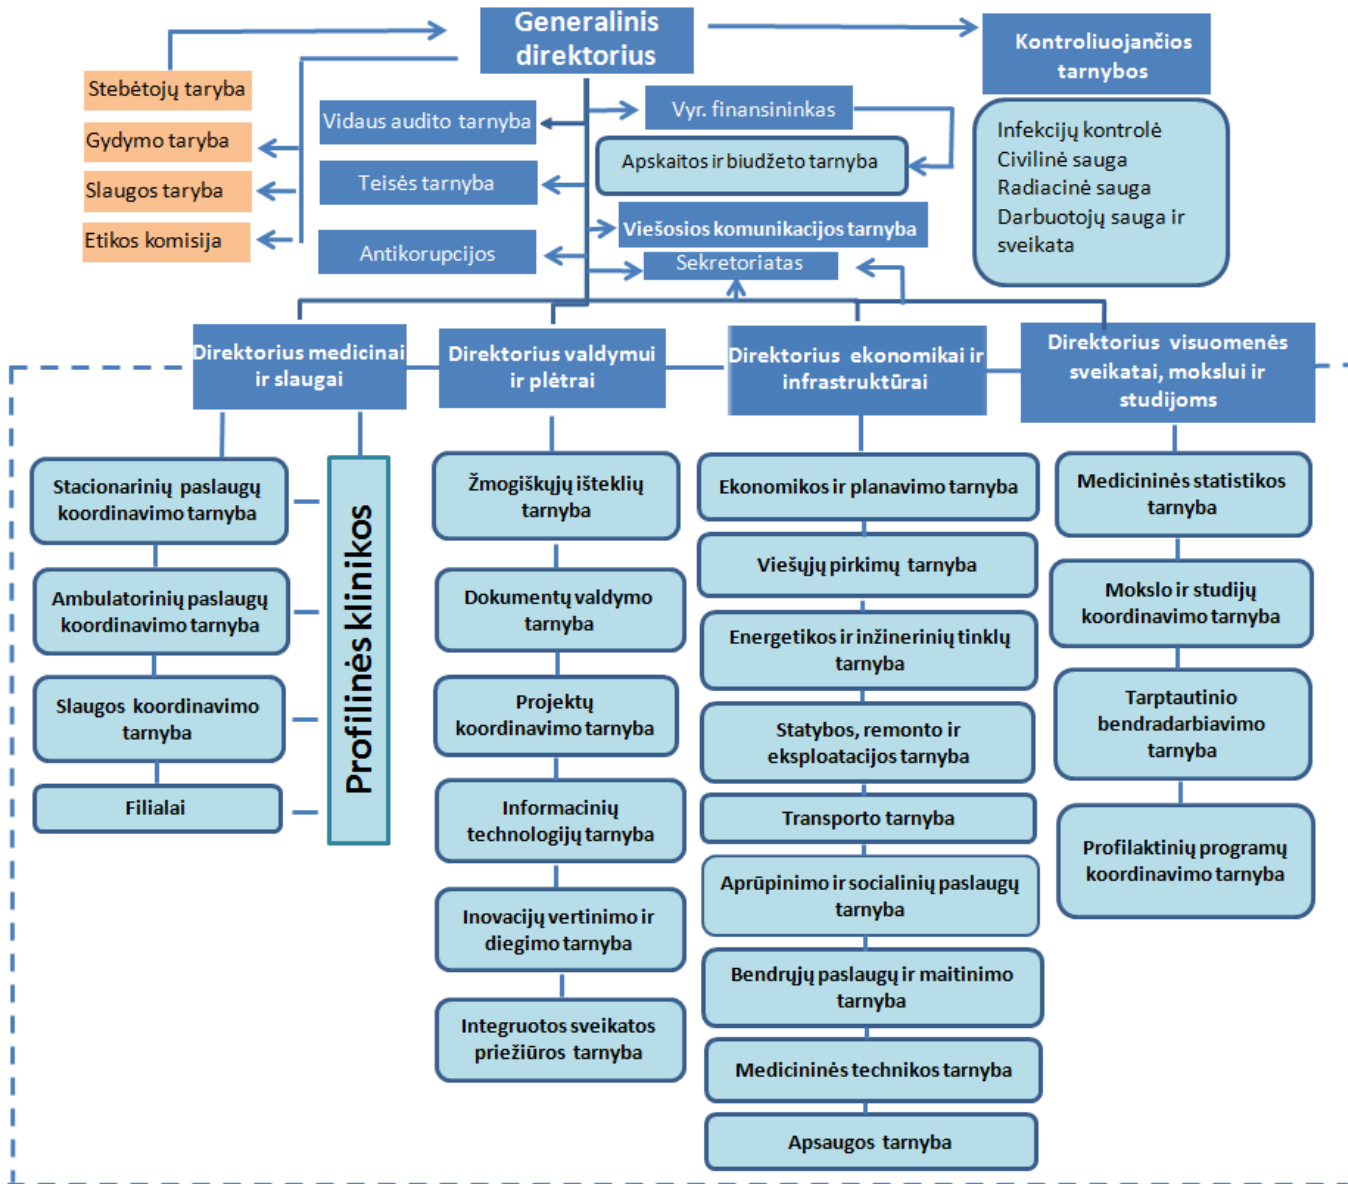 Generalinis
direktorius
Kontroliuojančios
tarnybos
Stebėtojų taryba
Gydymo taryba
Slaugos taryba
Etikos komisija
Vidaus audito tarnyba
Teisės tarnyba
Antikorupcijos
Vyr. finansininkas
Apskaitos ir biudžeto tarnyba
Viešosios komunikacijos tarnyba
Sekretoriatas
Infekcijų kontrolė
Civilinė sauga
Radiacinė sauga
Darbuotojų sauga ir
sveikata
Direktorius medicinai
ir slaugai
Direktorius valdymui
ir plėtrai
Direktorius ekonomikai ir
infrastruktūrai
Direktorius visuomenės
sveikatai, mokslui ir
studijoms
Stacionarinių paslaugų
koordinavimo tarnyba
Ambulatorinių paslaugų
koordinavimo tarnyba
Slaugos koordinavimo
tarnyba
Filialai
Profilinės klinikos
Žmogiškųjų išteklių
tarnyba
Dokumentų valdymo
tarnyba
Projektų
koordinavimo tarnyba
Informacinių
technologijų tarnyba
Inovacijų vertinimo ir
diegimo tarnyba
Integruotos sveikatos
priežiūros tarnyba
Ekonomikos ir planavimo tarnyba
Viešųjų pirkimų tarnyba
Energetikos ir inžinerinių tinklų
tarnyba
Statybos, remonto ir
eksploatacijos tarnyba
Transporto tarnyba
Aprūpinimo ir socialinių paslaugų
tarnyba
Bendrųjų paslaugų ir maitinimo
tarnyba
Medicininės technikos tarnyba
Apsaugos tarnyba
Medicininės statistikos
tarnyba
Mokslo ir studijų
koordinavimo tarnyba
Tarptautinio
bendradarbiavimo
tarnyba
Profilaktinių programų
koordinavimo tarnyba